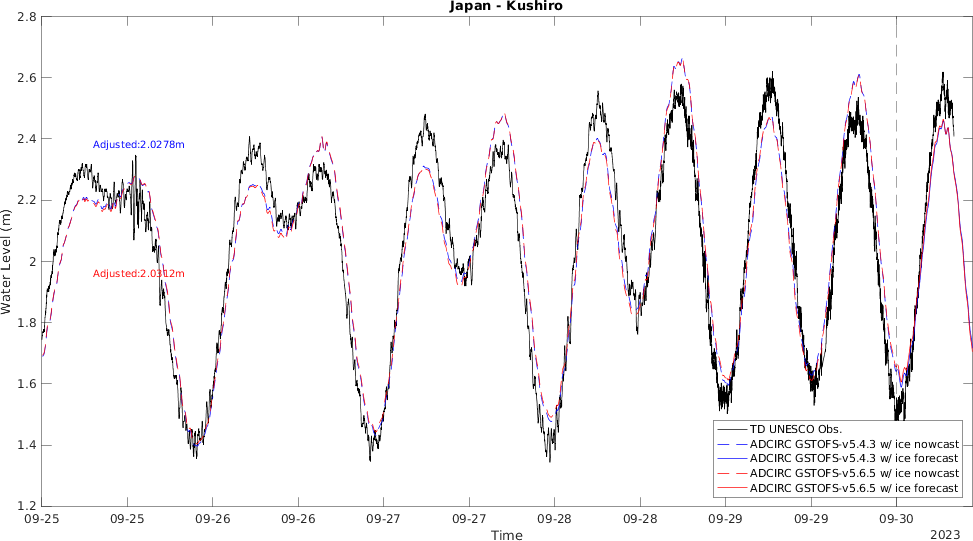 Japan - Kushiro
2.8
2.6
2.4
2.2
2
1.8
1.6
1.4
1.2
Water Level (m)
Adjusted:2.0278m
Adjusted:2.0312m
TD UNESCO Obs.
ADCIRC GSTOFS-v5.4.3 w/ ice nowcast
ADCIRC GSTOFS-v5.4.3 w/ ice forecast
ADCIRC GSTOFS-v5.6.5 w/ ice nowcast
ADCIRC GSTOFS-v5.6.5 w/ ice forecast
09-25 09-25 09-26 09-26 09-27 09-27 09-28 09-28 09-29 09-29 09-30
Time
2023